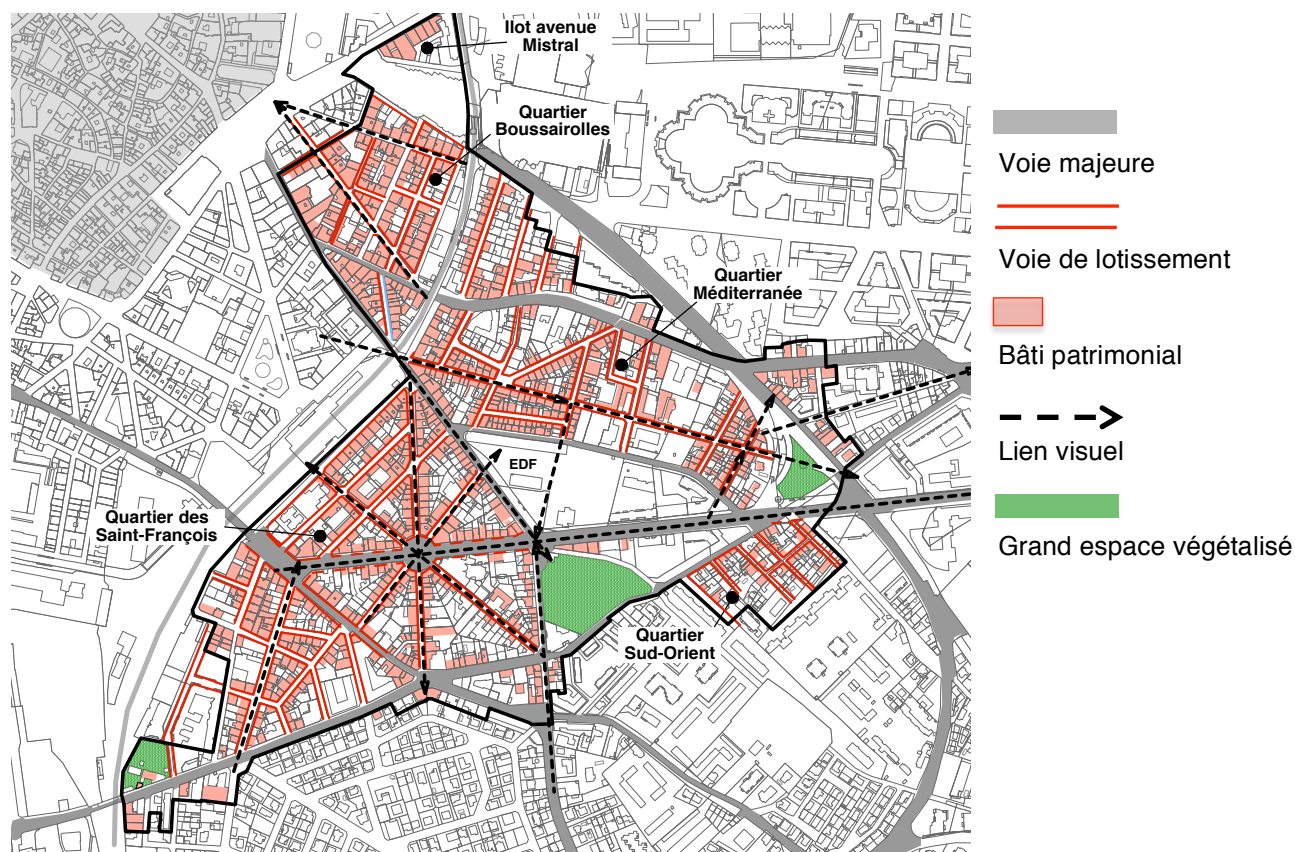 Ilot avenue
Mistral
Quartier
Boussairolles
Quartier
Méditerranée
EDF
Quartier des
Saint-François
Quartier
Sud-Orient
Voie majeure
Voie de lotissement
Bâti patrimonial
Lien visuel
Grand espace végétalisé